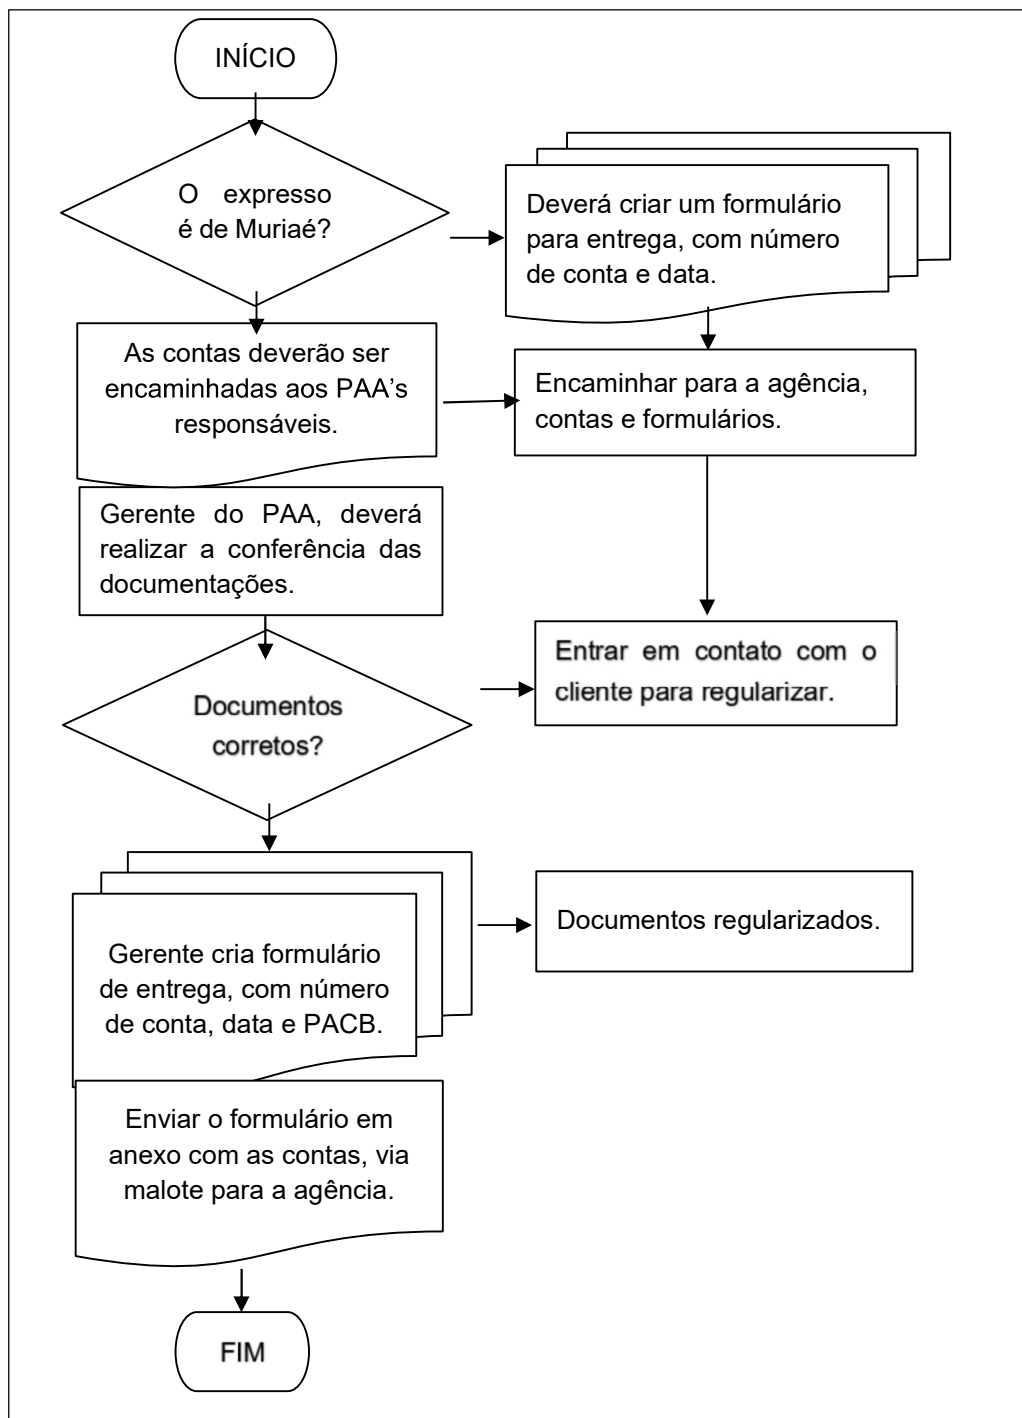 INÍCIO
O expresso
é de Muriaé?
Deverá criar um formulário
para entrega, com número
de conta e data.
As contas deverão ser
encaminhadas aos PAA’s
responsáveis.
Encaminhar para a agência,
contas e formulários.
Gerente do PAA, deverá
realizar a conferência das
documentações.
Entrar em contato com o
cliente para regularizar.
Documentos
corretos?
Documentos regularizados.
Gerente cria formulário
de entrega, com número
de conta, data e PACB.
Enviar o formulário em
anexo com as contas, via
malote para a agência.
FIM